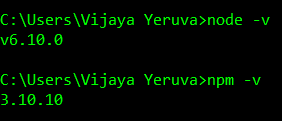 C:\Users\Vijaya Yeruva>node -v
v6.10.0
C:\Users\Vijaya Yeruva>npm -v
3.10.10